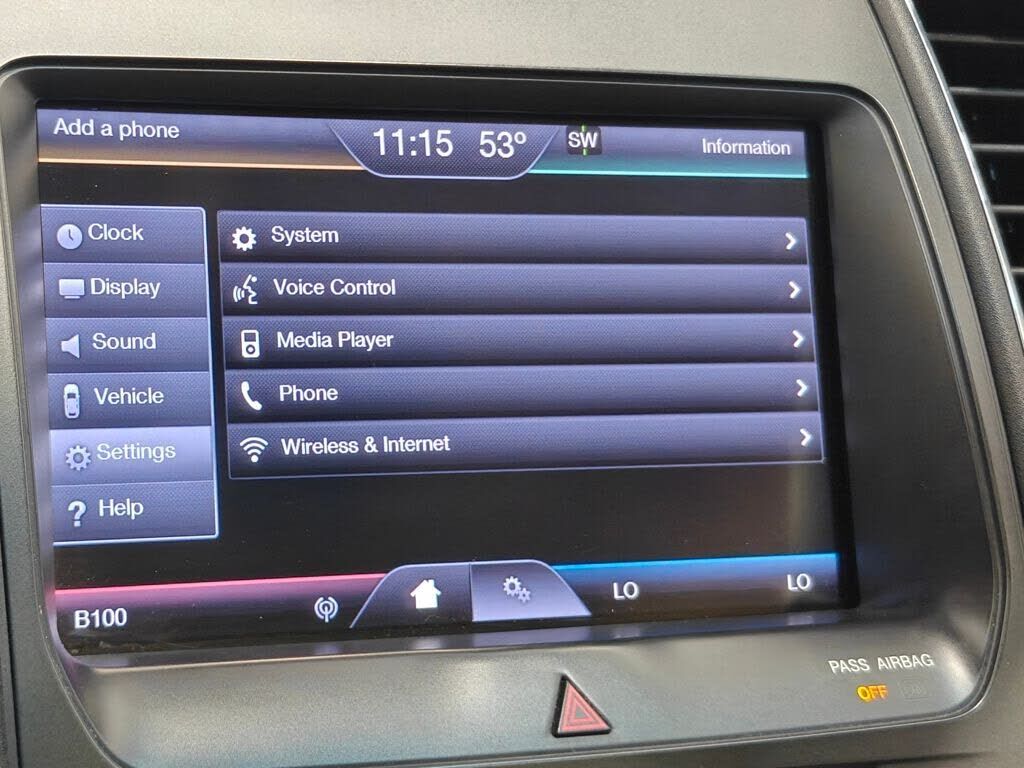 Add a phone
11:15 53º
SW
Information
Clock
Display
Sound
Vehicle
Settings
? Help
System
Voice Control
Media Player
Phone
Wireless & Internet
B100
LO
LO
PASS AIRBAG
OFF